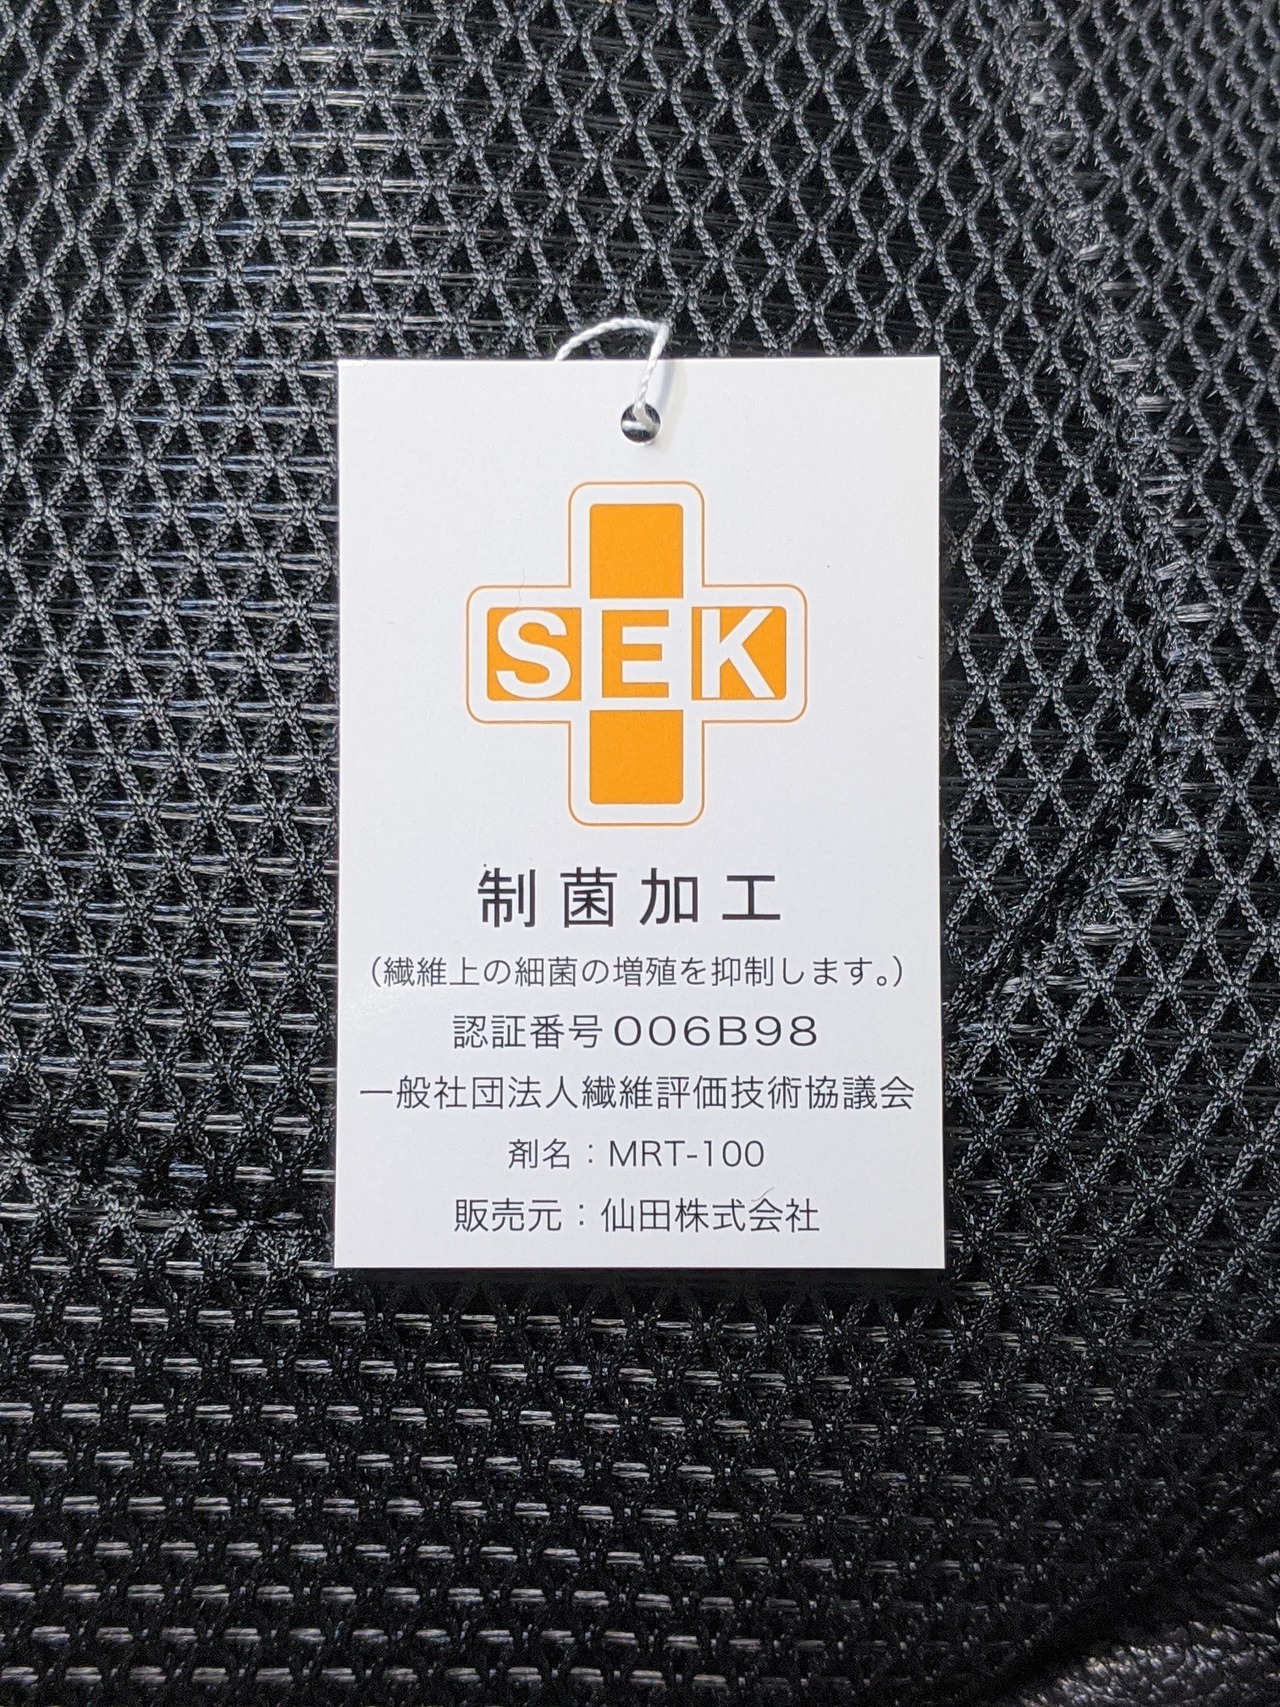 SEK
制菌加工
（繊維上の細菌の増殖を抑制します。）
認証番号006B98
一般社団法人繊維評価技術協議会
剤名：MRT-100
販売元：仙田株式会社